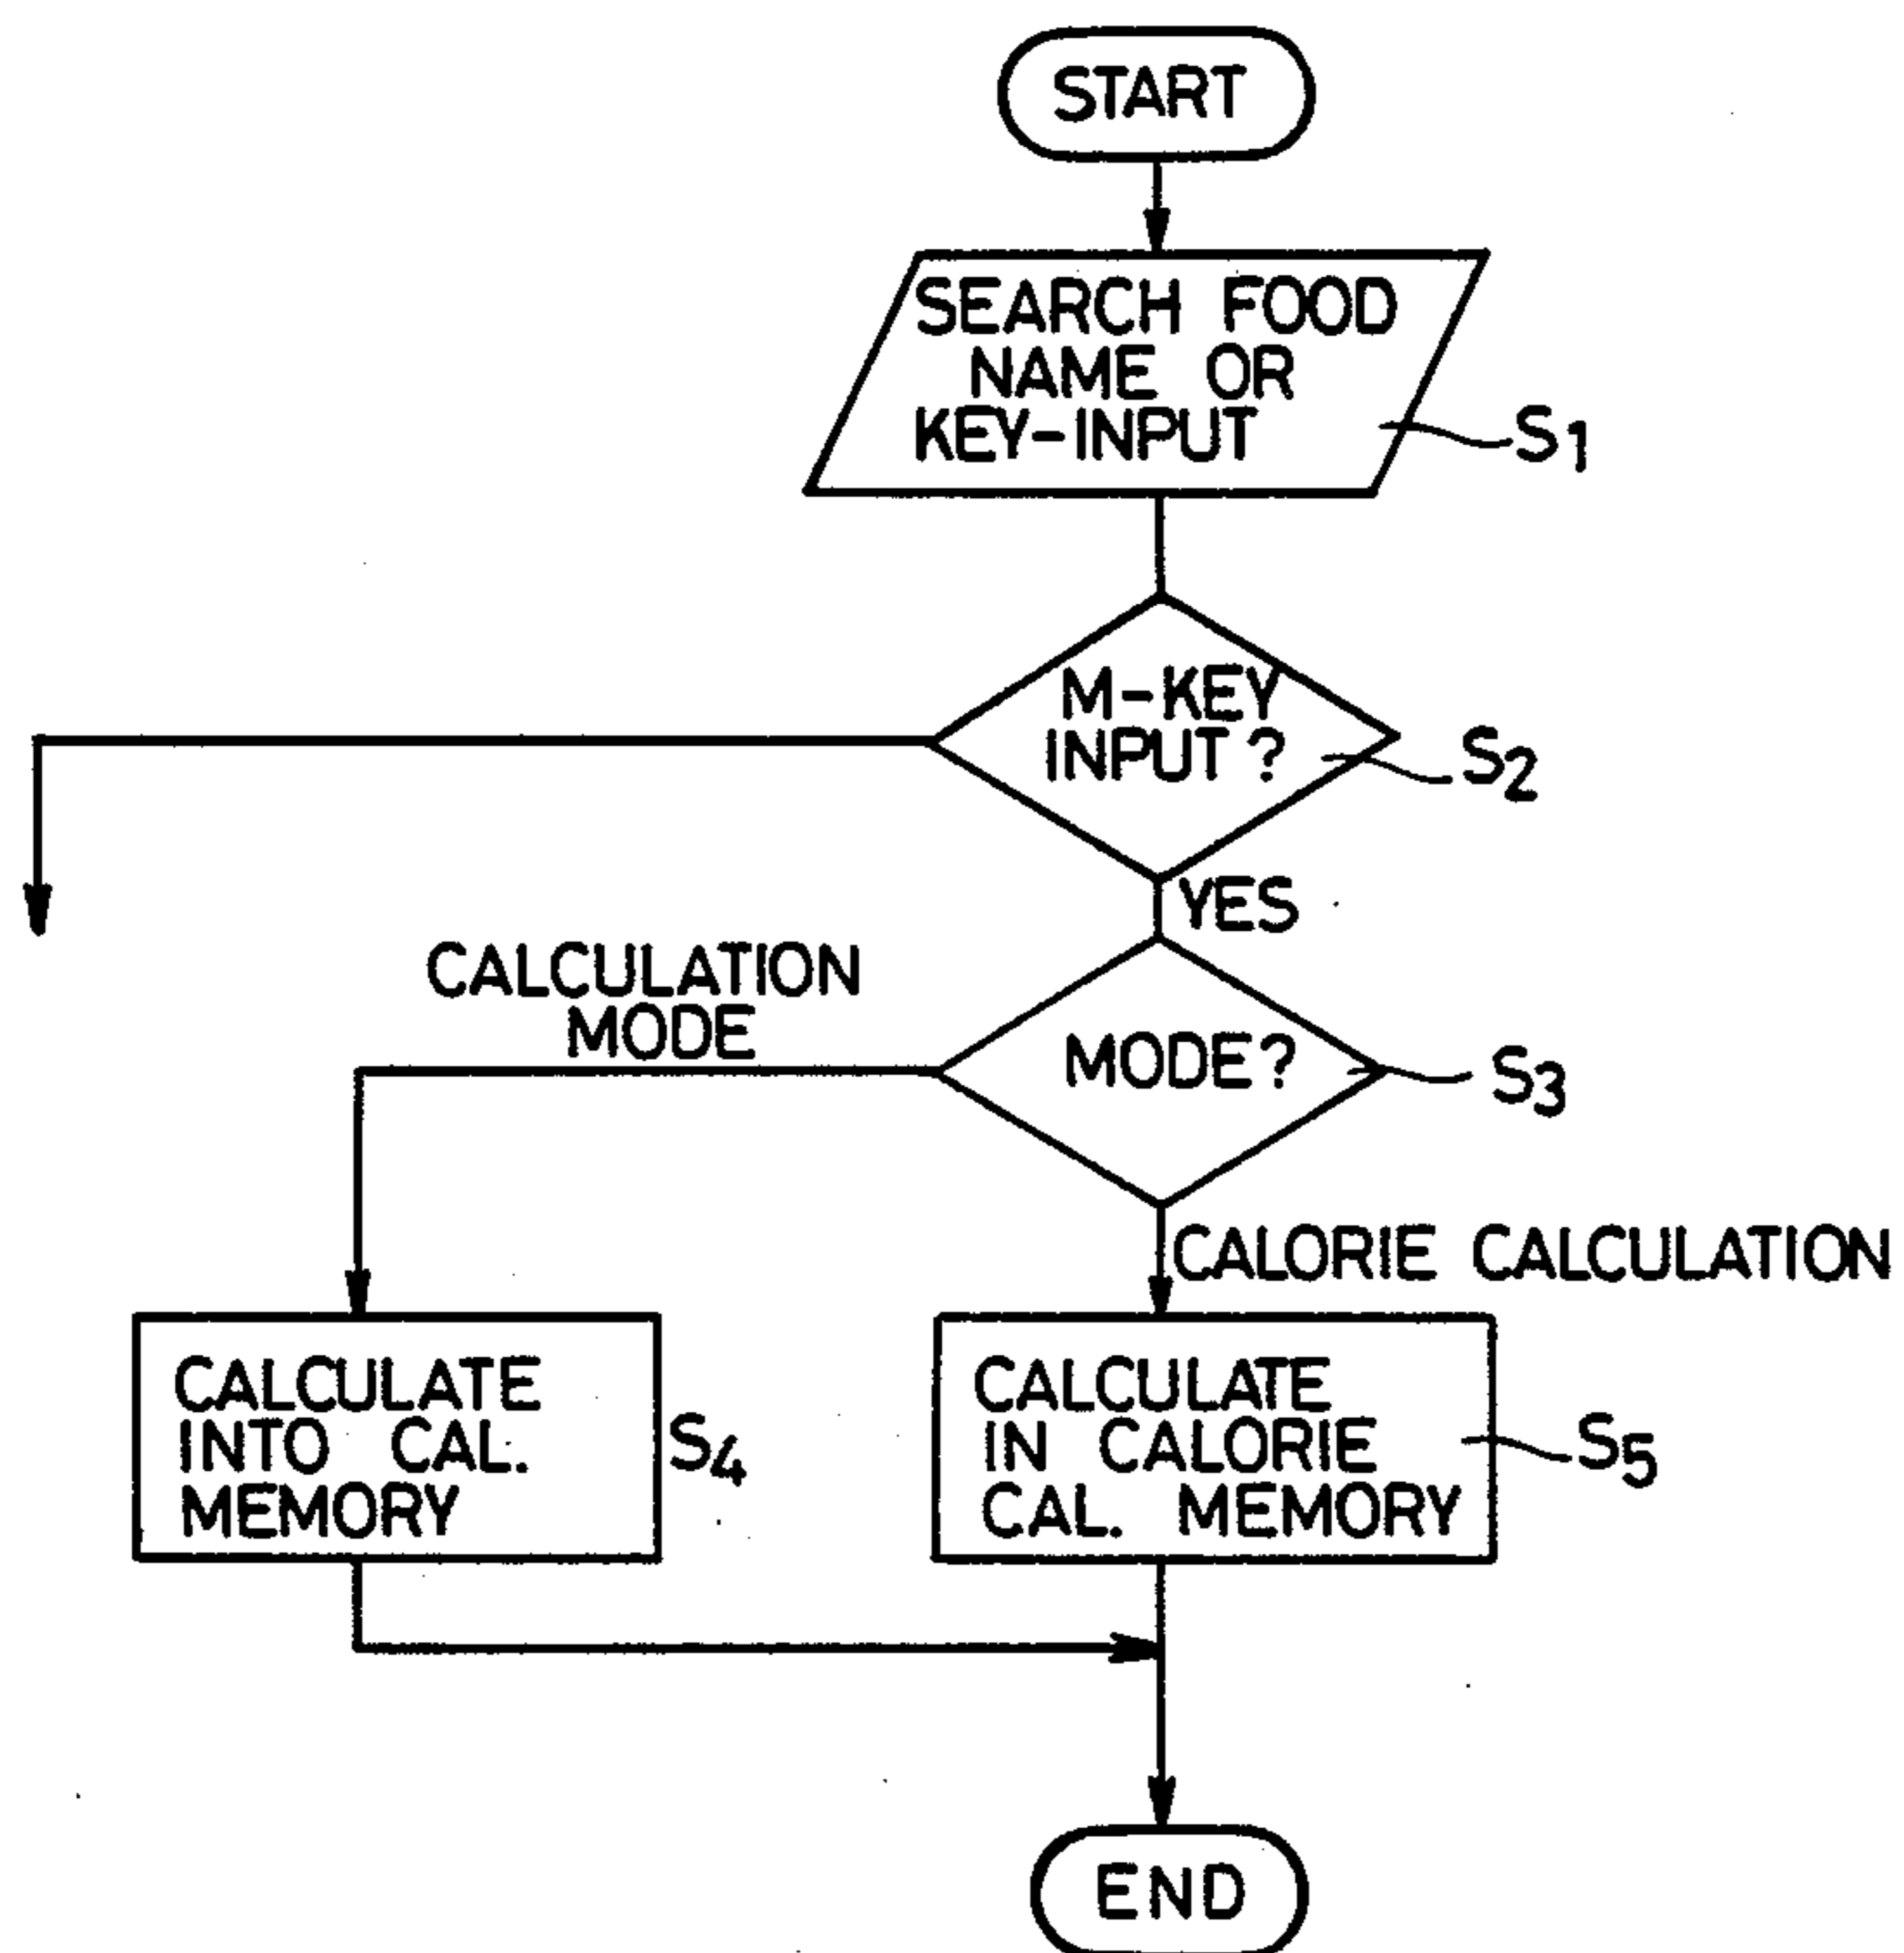 START
SEARCH FOOD
NAME OR
KEY-INPUT
S1
M-KEY
INPUT?
S2
YES
CALCULATION
MODE
MODE?
S3
CALORIE CALCULATION
CALCULATE
INTO CAL.
MEMORY
S4
CALCULATE
IN CALORIE
CAL. MEMORY
S5
END